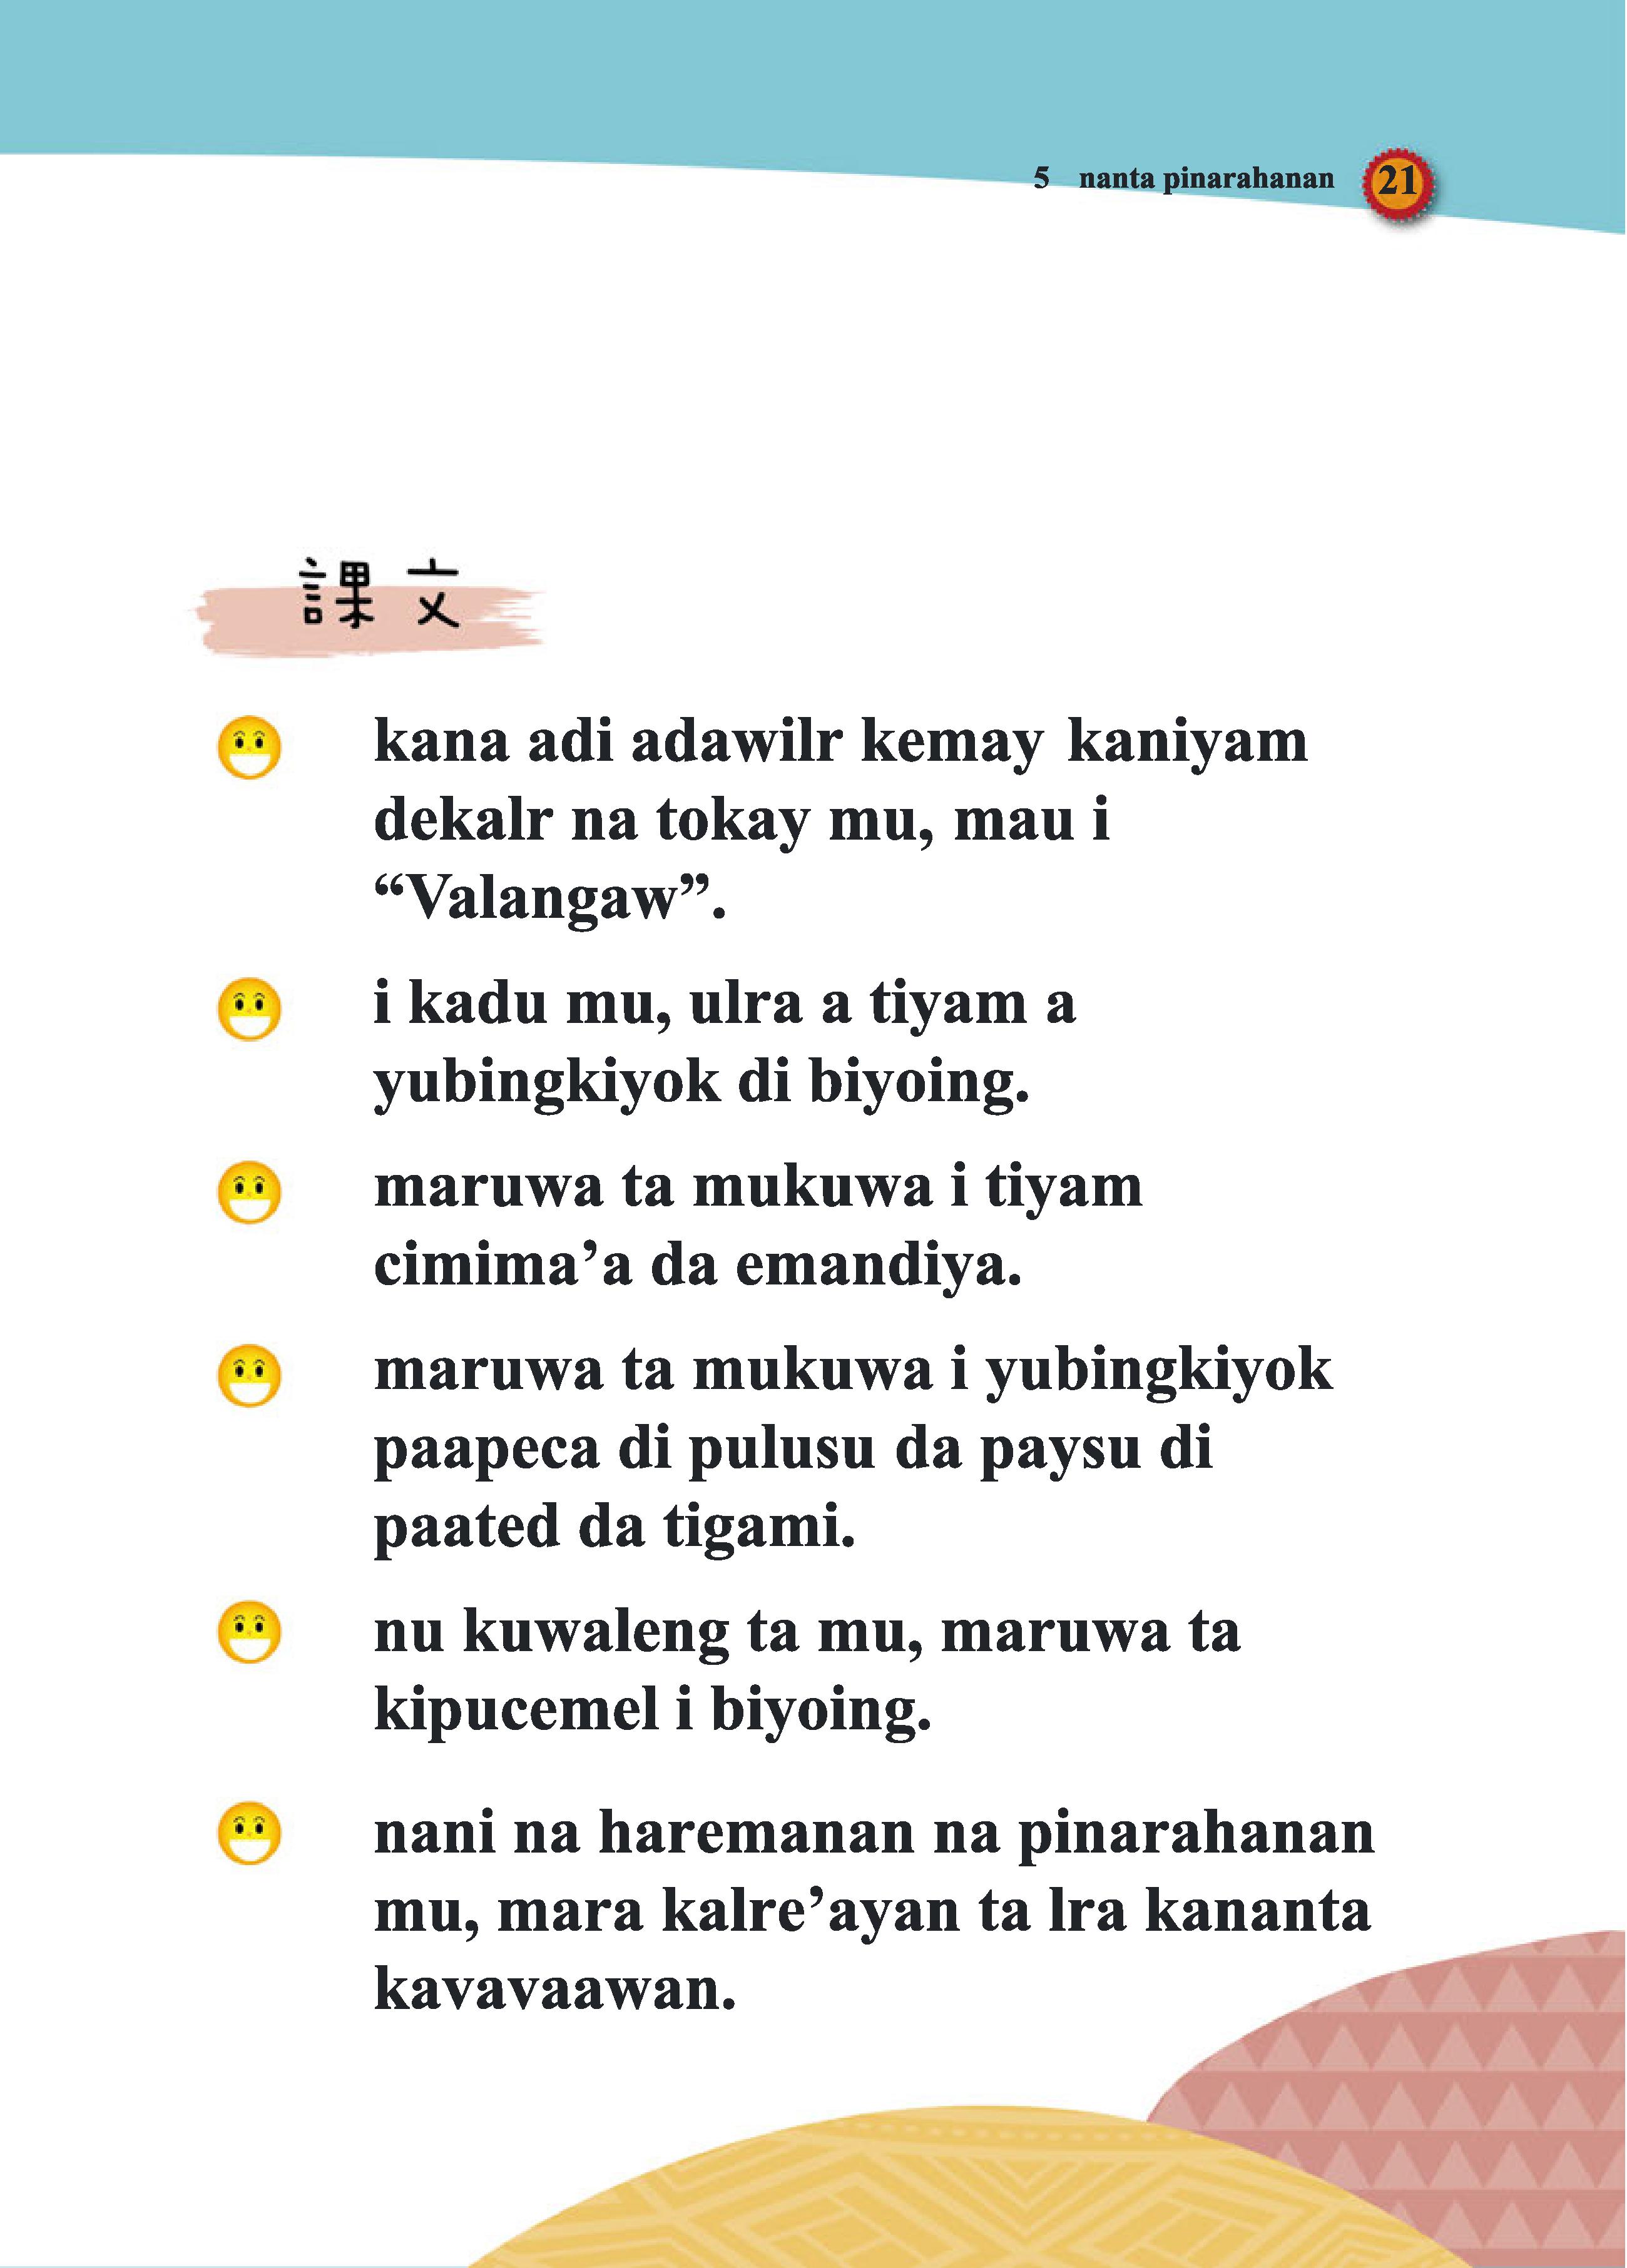 5 nanta pinarahanan 21
課文
kana adi adawilr kemay kaniyam
dekalr na tokay mu, mau i
“Valangaw”.
i kadu mu, ulra a tiyam a
yubingkiyok di biyoing.
maruwa ta mukuwa i tiyam
cimima’a da emandiya.
maruwa ta mukuwa i yubingkiyok
paapeca di pulusu da paysu di
paated da tigami.
nu kuwaleng ta mu, maruwa ta
kipucemel i biyoing.
nani na haremanan na pinarahanan
mu, mara kalre’ayan ta lra kananta
kavavaawan.